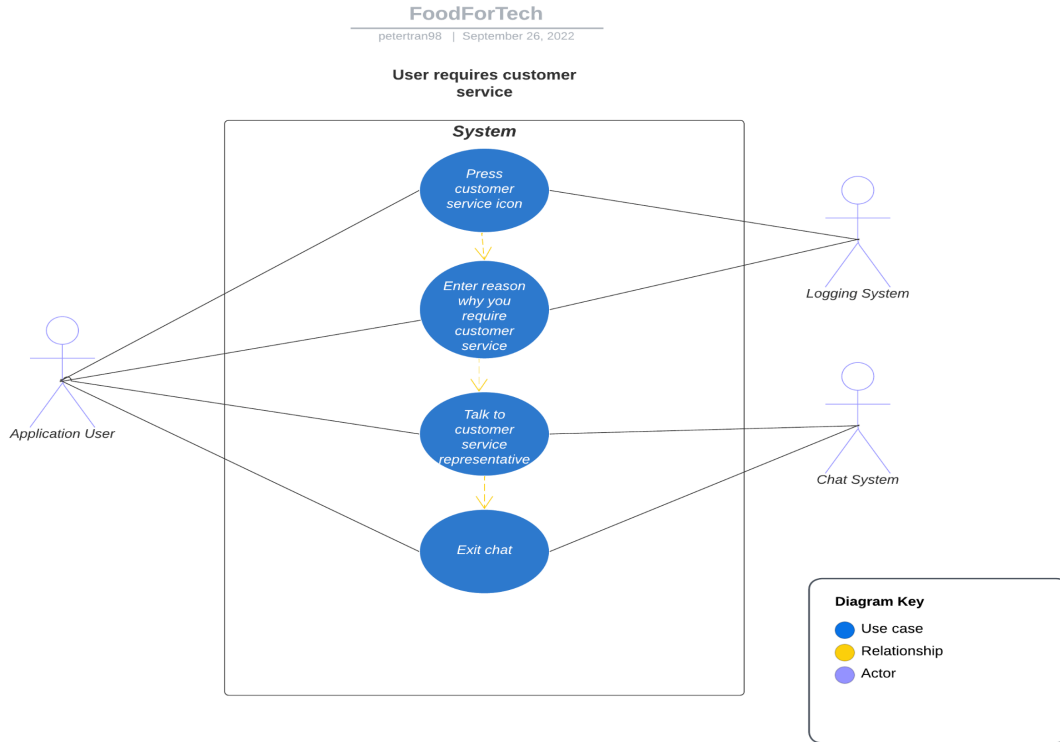 FoodForTech
petertran98 | September 26, 2022
User requires customer
service
System
Press
customer
service icon
Enter reason
why you
require
customer
service
Logging System
Application User
Talk to
customer
service
representative
Chat System
Exit chat
Diagram Key
Use case
Relationship
Actor